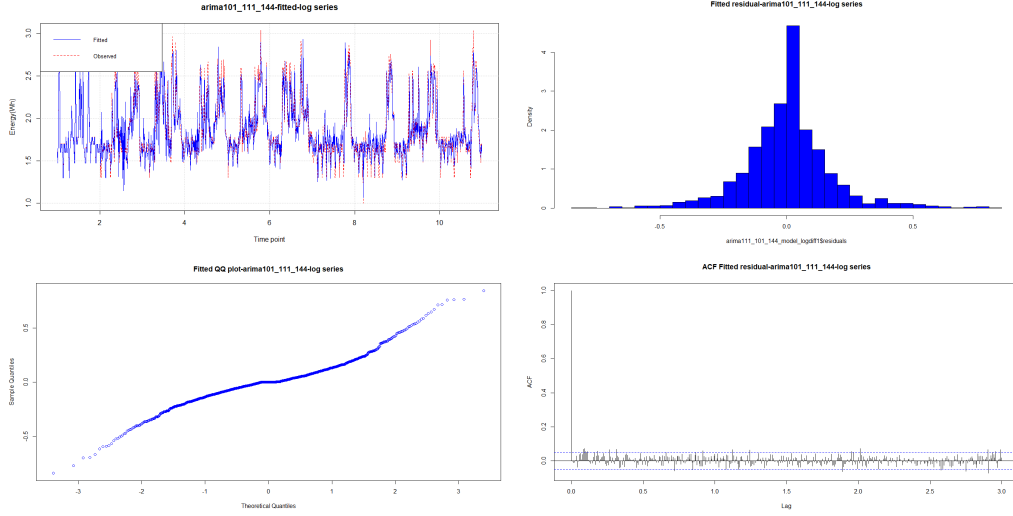 arima101_111_144-fitted-log series
Fitted
Observed
Energy(Wh)
3.0
2.5
2.0
1.5
1.0
2 4 6 8 10
Time point
Fitted residual-arima101_111_144-log series
Density
4
3
2
1
0
-0.5 0.0 0.5
arima111_101_144_model_logdiff1$residuals
Fitted QQ plot-arima101_111_144-log series
Sample Quantiles
0.5
0.0
-0.5
-3 -2 -1 0 1 2 3
Theoretical Quantiles
ACF Fitted residual-arima101_111_144-log series
ACF
1.0
0.8
0.6
0.4
0.2
0.0
0.0 0.5 1.0 1.5 2.0 2.5 3.0
Lag